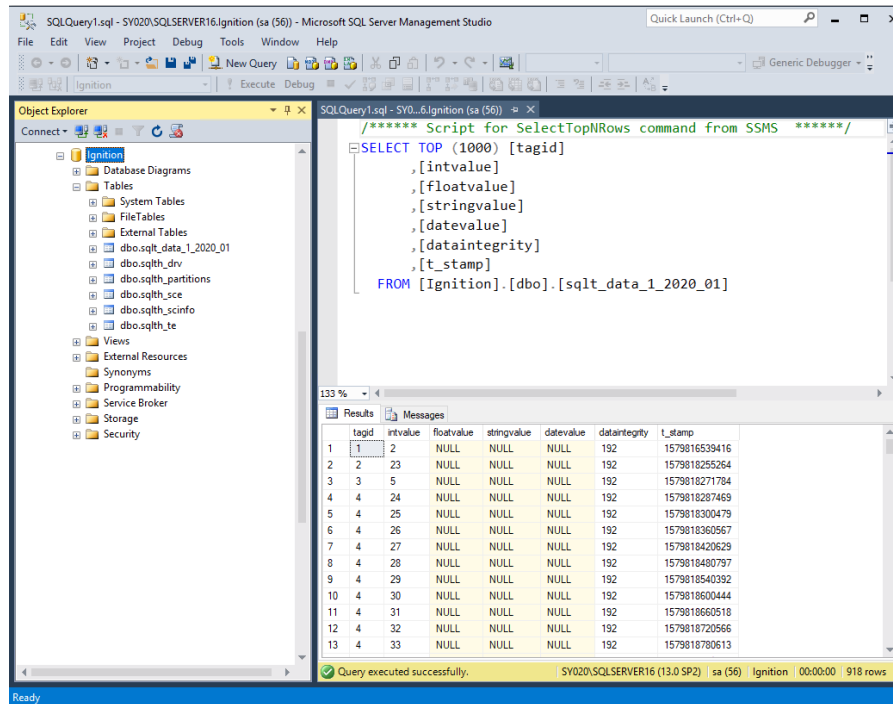 SQLQuery1.sql - SY020\SQLSERVER16.Ignition (sa (56)) - Microsoft SQL Server Management Studio
Quick Launch (Ctrl+Q)
File Edit View Project Debug Tools Window Help
New Query
Generic Debugger
Ignition
Execute Debug
Object Explorer
Connect
Ignition
Database Diagrams
Tables
System Tables
FileTables
External Tables
dbo.sqlt_data_1_2020_01
dbo.sqlth_drv
dbo.sqlth_partitions
dbo.sqlth_sce
dbo.sqlth_scinfo
dbo.sqlth_te
Views
External Resources
Synonyms
Programmability
Service Broker
Storage
Security
SQLQuery1.sql - SY0...6.Ignition (sa (56))
/****** Script for SelectTopNRows command from SSMS ******/
SELECT TOP (1000) [tagid]
,[intvalue]
,[floatvalue]
,[stringvalue]
,[datevalue]
,[dataintegrity]
,[t_stamp]
FROM [Ignition].[dbo].[sqlt_data_1_2020_01]
133 %
Results Messages
tagid intvalue floatvalue stringvalue datevalue dataintegrity t_stamp
1 1 2 NULL NULL NULL 192 1579816539416
2 2 23 NULL NULL NULL 192 1579818255264
3 3 5 NULL NULL NULL 192 1579818271784
4 4 24 NULL NULL NULL 192 1579818287469
5 4 25 NULL NULL NULL 192 1579818300479
6 4 26 NULL NULL NULL 192 1579818360567
7 4 27 NULL NULL NULL 192 1579818420629
8 4 28 NULL NULL NULL 192 1579818480797
9 4 29 NULL NULL NULL 192 1579818540392
10 4 30 NULL NULL NULL 192 1579818600444
11 4 31 NULL NULL NULL 192 1579818660518
12 4 32 NULL NULL NULL 192 1579818720566
13 4 33 NULL NULL NULL 192 1579818780613
Query executed successfully.
SY020\SQLSERVER16 (13.0 SP2) sa (56) Ignition 00:00:00 918 rows
Ready